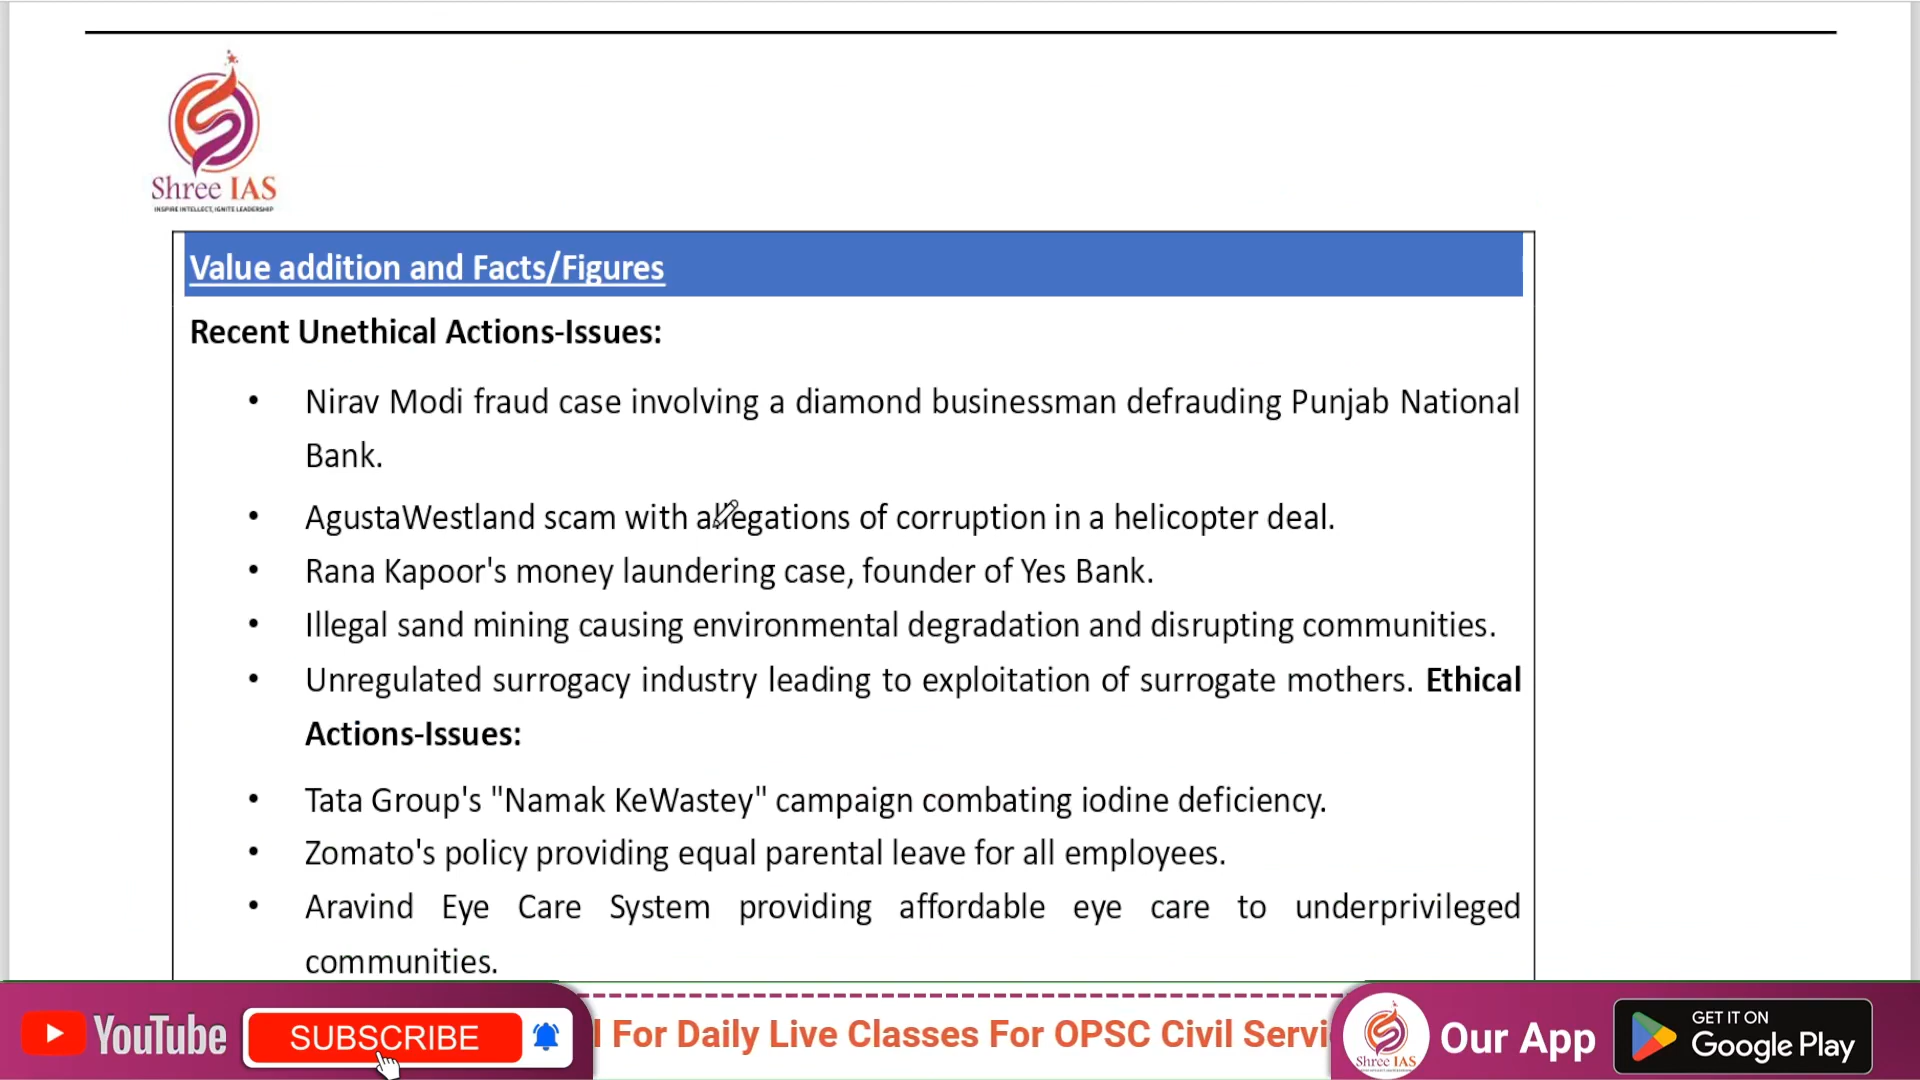 Shree IAS
INSPIRE INTELLECT, IGNITE LEADERSHIP
Value addition and Facts/Figures
Recent Unethical Actions-Issues:
• Nirav Modi fraud case involving a diamond businessman defrauding Punjab National
Bank.
• AgustaWestland scam with allegations of corruption in a helicopter deal.
• Rana Kapoor's money laundering case, founder of Yes Bank.
• Illegal sand mining causing environmental degradation and disrupting communities.
• Unregulated surrogacy industry leading to exploitation of surrogate mothers. Ethical
Actions-Issues:
• Tata Group's "Namak KeWastey" campaign combating iodine deficiency.
• Zomato's policy providing equal parental leave for all employees.
• Aravind Eye Care System providing affordable eye care to underprivileged
communities.
YouTube SUBSCRIBE
l For Daily Live Classes For OPSC Civil Servi
Shree IAS
Our App
GET IT ON
Google Play